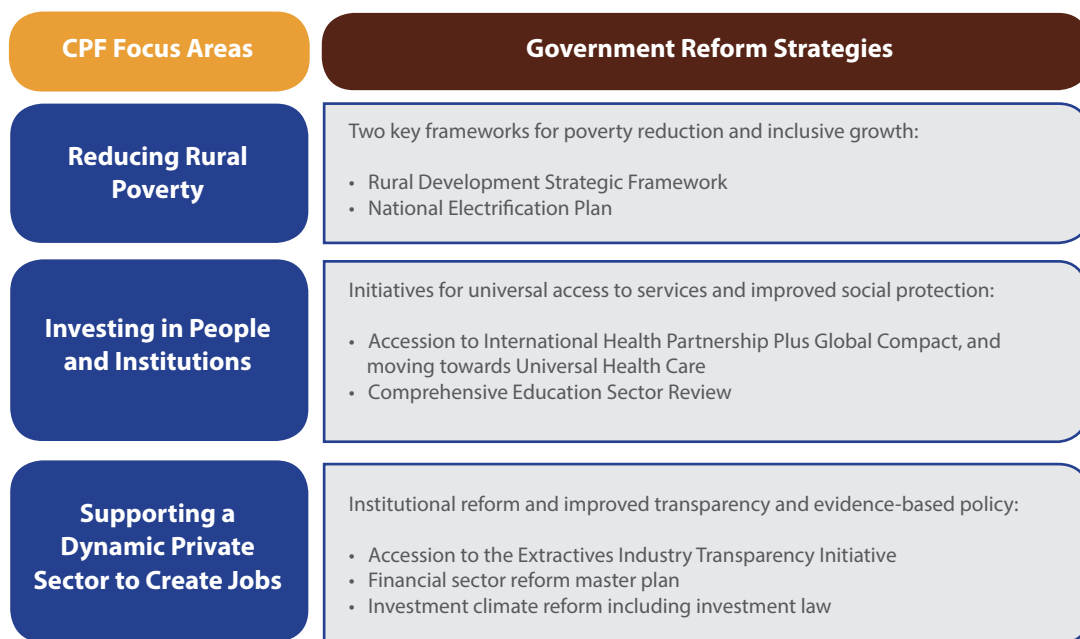 CPF Focus Areas
Government Reform Strategies
Reducing Rural
Poverty
Two key frameworks for poverty reduction and inclusive growth:
• Rural Development Strategic Framework
• National Electrification Plan
Investing in People
and Institutions
Initiatives for universal access to services and improved social protection:
• Accession to International Health Partnership Plus Global Compact, and
moving towards Universal Health Care
• Comprehensive Education Sector Review
Supporting a
Dynamic Private
Sector to Create Jobs
Institutional reform and improved transparency and evidence-based policy:
• Accession to the Extractives Industry Transparency Initiative
• Financial sector reform master plan
• Investment climate reform including investment law